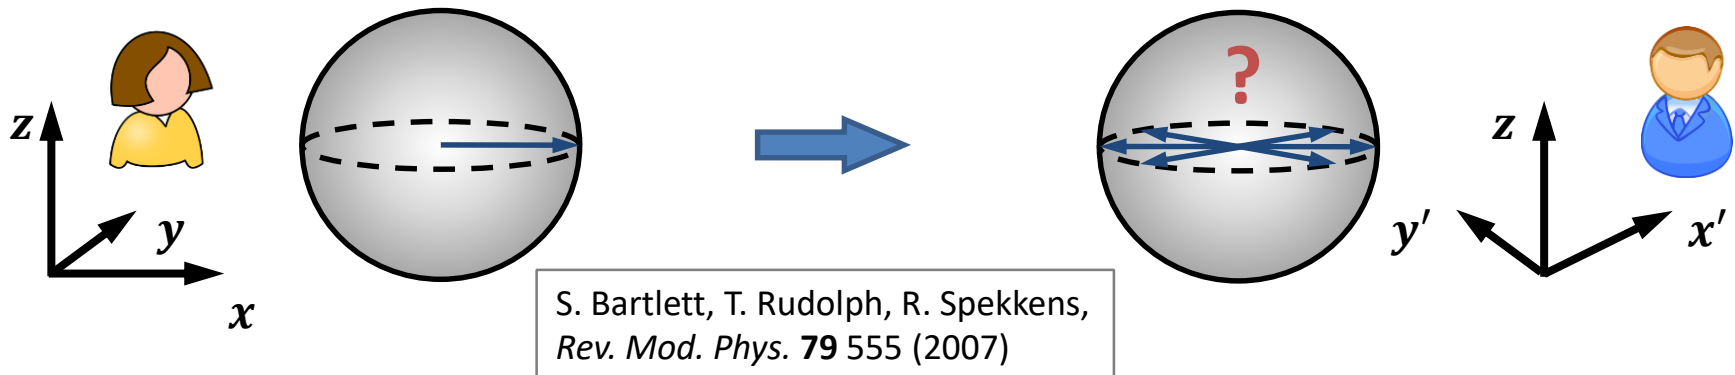 z
y
x
?
S. Bartlett, T. Rudolph, R. Spekkens,
Rev. Mod. Phys. 79 555 (2007)
z
y′
x′